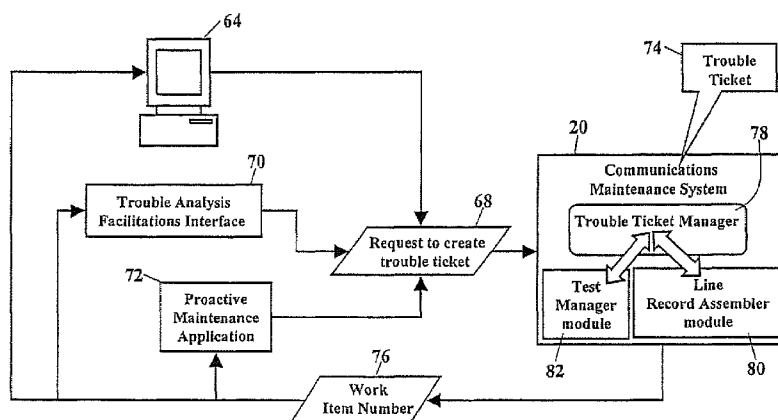 64
74
Trouble
Ticket
20
78
Communications
Maintenance System
70
Trouble Analysis
Facilitations Interface
68
Request to create
trouble ticket
Trouble Ticket Manager
72
Proactive
Maintenance
Application
Test
Manager
module
Line
Record Assembler
module
82
80
76
Work
Item Number